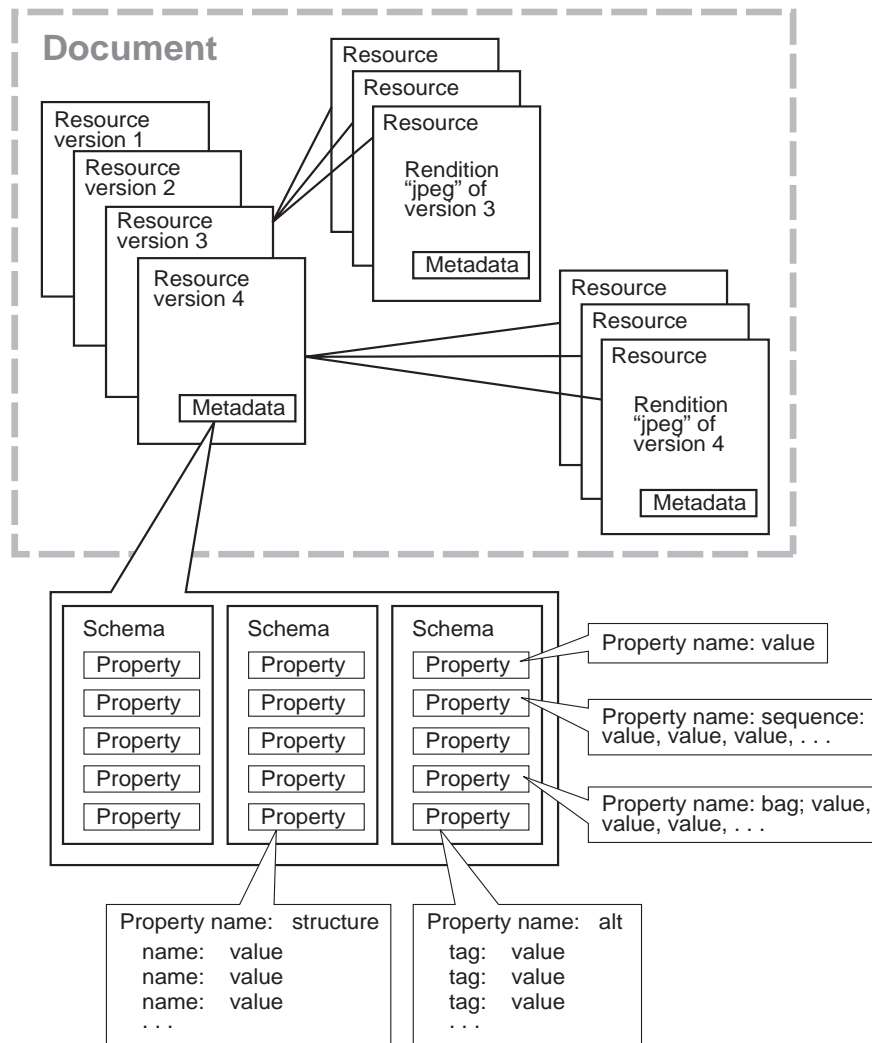 Document
Resource
version 1
Resource
version 2
Resource
version 3
Resource
version 4
Metadata
Resource
Resource
Resource
Rendition
“jpeg” of
version 3
Metadata
Resource
Resource
Resource
Rendition
“jpeg” of
version 4
Metadata
Schema
Property
Property
Property
Property
Property
Schema
Property
Property
Property
Property
Property
Schema
Property
Property
Property
Property
Property
Property name: value
Property name: sequence:
value, value, value, . . .
Property name: bag; value,
value, value, . . .
Property name: structure
name: value
name: value
name: value
. . .
Property name: alt
tag: value
tag: value
tag: value
. . .